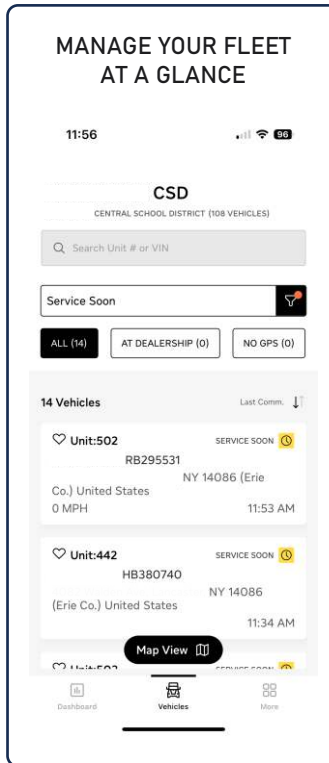 MANAGE YOUR FLEET
AT A GLANCE
11:56
96
CSD
CENTRAL SCHOOL DISTRICT (108 VEHICLES)
Search Unit # or VIN
Service Soon
ALL (14) AT DEALERSHIP (0) NO GPS (0)
14 Vehicles Last Comm.
Unit:502 SERVICE SOON
RB295531
NY 14086 (Erie
Co.) United States
0 MPH 11:53 AM
Unit:442 SERVICE SOON
HB380740
NY 14086
(Erie Co.) United States
11:34 AM
Map View
Dashboard Vehicles More